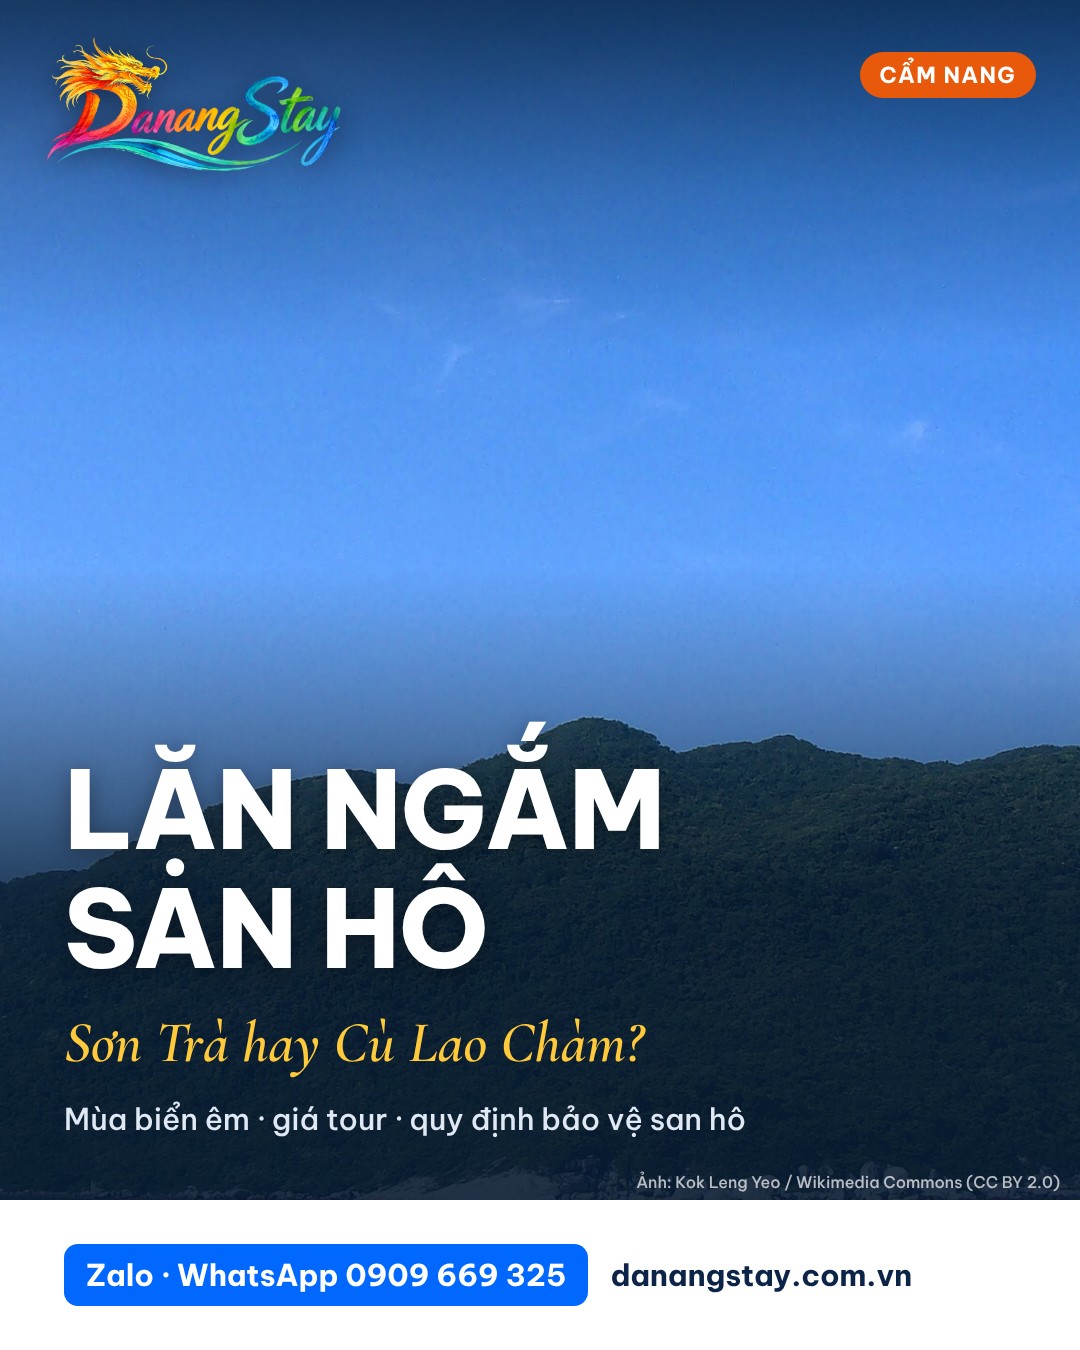 DanangStay
CẨM NANG
LẶN NGẮM
SAN HÔ
Sơn Trà hay Cù Lao Chàm?
Mùa biển êm · giá tour · quy định bảo vệ san hô
Ảnh: Kok Leng Yeo / Wikimedia Commons (CC BY 2.0)
Zalo · WhatsApp 0909 669 325
danangstay.com.vn